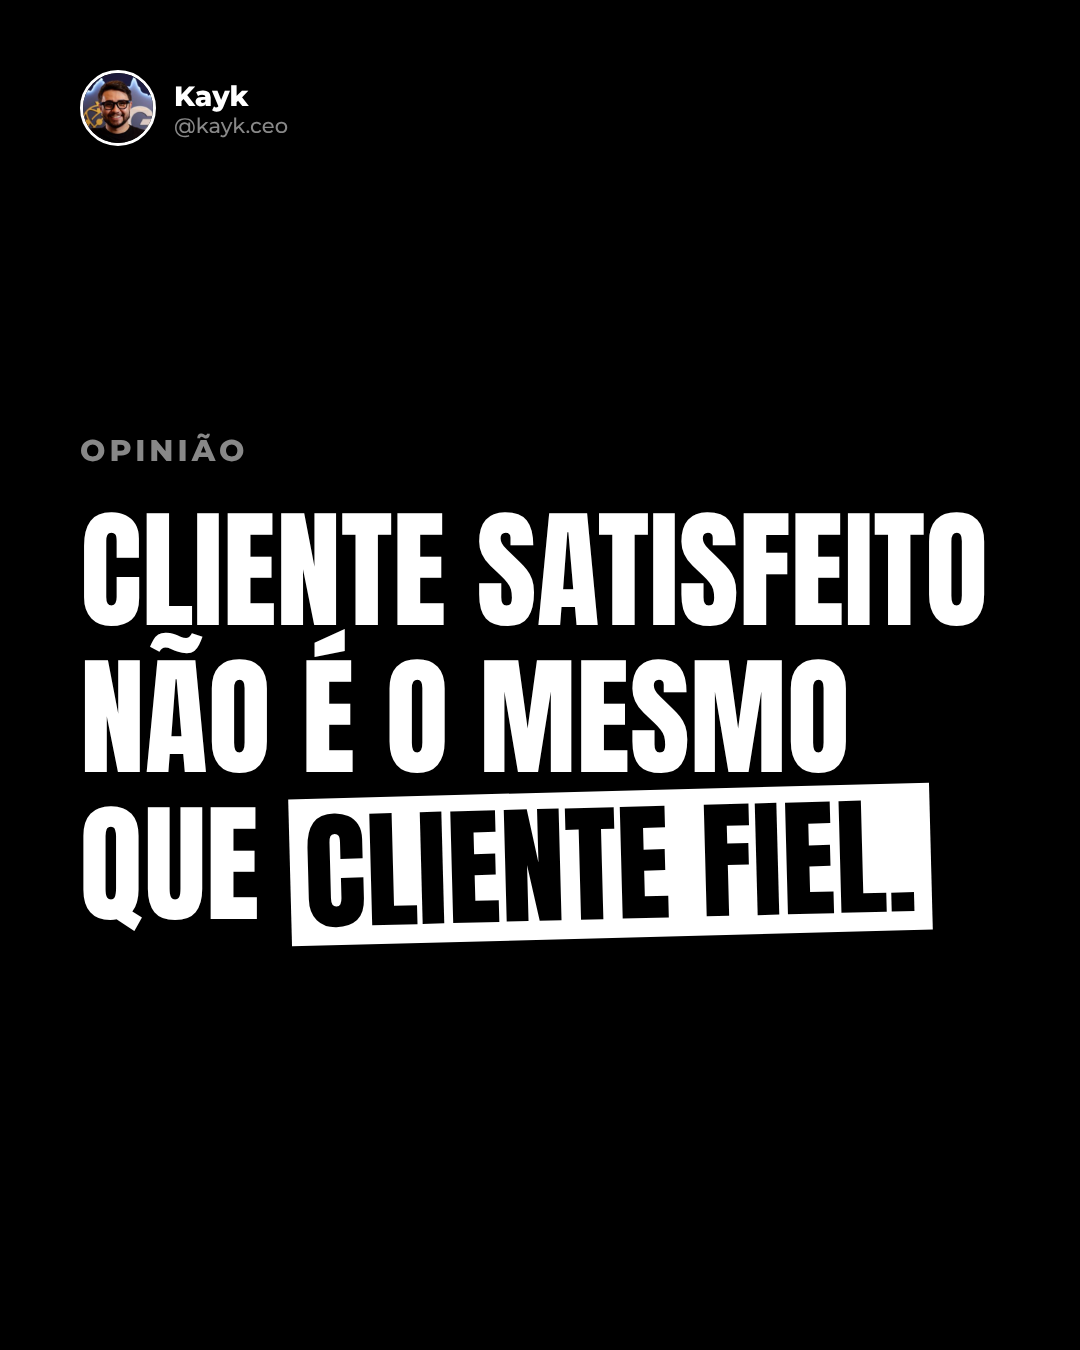 Kayk
@kayk.ceo
OPINIÃO
CLIENTE SATISFEITO
NÃO É O MESMO
QUE CLIENTE FIEL.